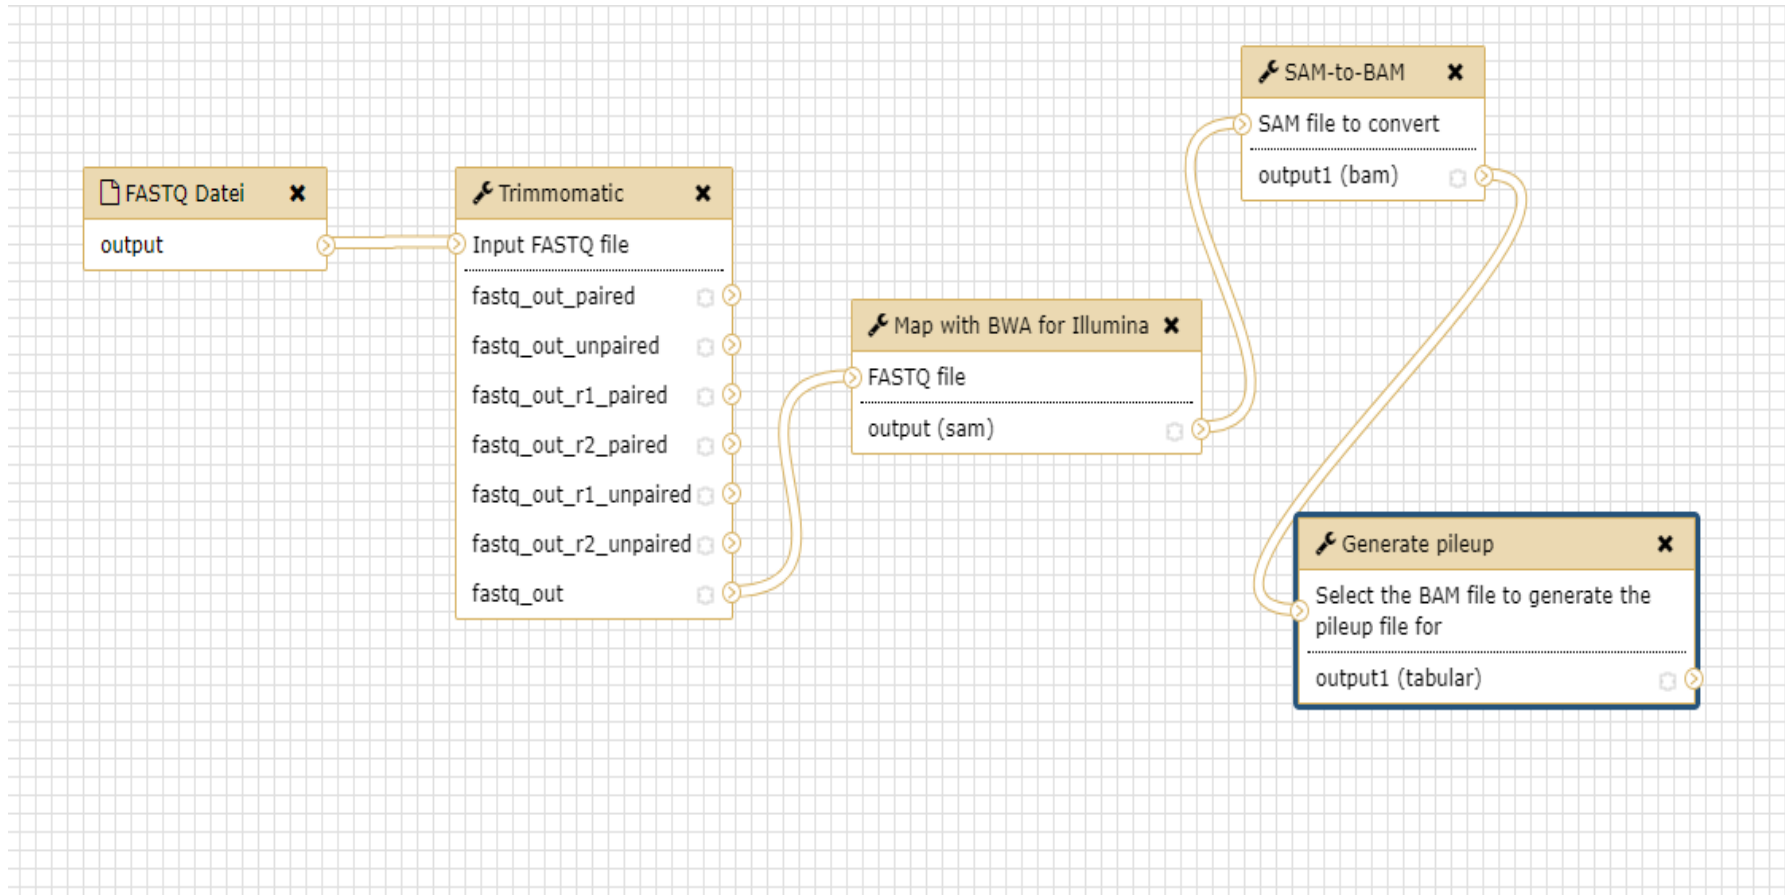 FASTQ Datei
output
Trimmomatic
Input FASTQ file
fastq_out_paired
fastq_out_unpaired
fastq_out_r1_paired
fastq_out_r2_paired
fastq_out_r1_unpaired
fastq_out_r2_unpaired
fastq_out
Map with BWA for Illumina
FASTQ file
output (sam)
SAM-to-BAM
SAM file to convert
output1 (bam)
Generate pileup
Select the BAM file to generate the
pileup file for
output1 (tabular)